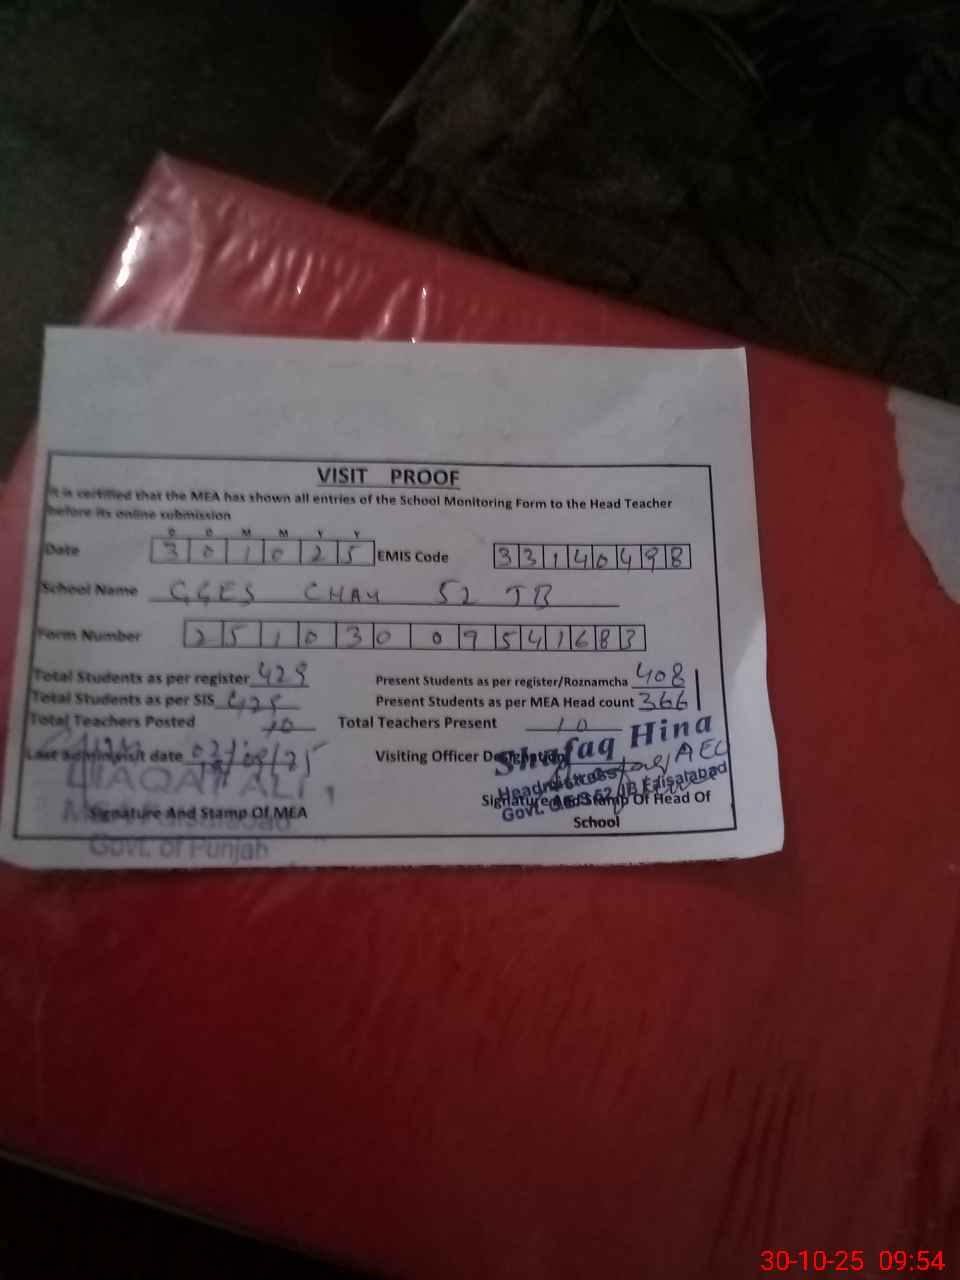 VISIT PROOF
It is certified that the MEA has shown all entries of the School Monitoring Form to the Head Teacher
before its online submission
D D M M Y Y
Date 3 0 1 0 2 5 EMIS Code 3 3 1 4 0 4 9 8
School Name GGES CHAK 52 JB
Form Number 2 5 1 0 3 0 0 9 5 4 1 6 8 3
Total Students as per register 425 Present Students as per register/Roznamcha 408
Total Students as per SIS 425 Present Students as per MEA Head count 366
Total Teachers Posted 10 Total Teachers Present 10
Last admin visit date Visiting Officer Designation AEO
Shafaq Hina
Headmistress
Govt. Faisalabad
LIAQAT ALI
Faisalabad
Govt. of Punjab
Signature And Stamp Of MEA Signature And Stamp Of Head Of
School
30-10-25 09:54